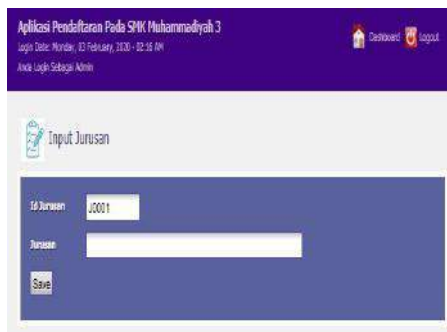 Aplikasi Pendaftaran Pada SMK Muhammadiyah 3
Login Date: Monday, 03 February, 2020 - 02:16 AM
Anda Login Sebagai Admin
Dashboard Logout
Input Jurusan
Id Jurusan J0001
Jurusan
Save